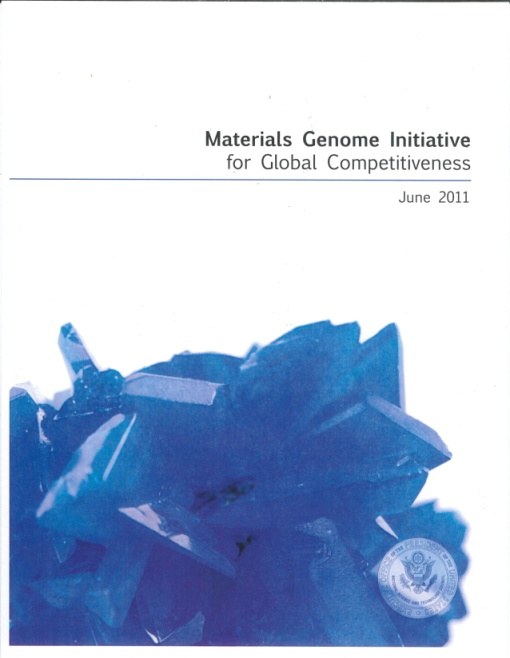 Materials Genome Initiative
for Global Competitiveness
June 2011